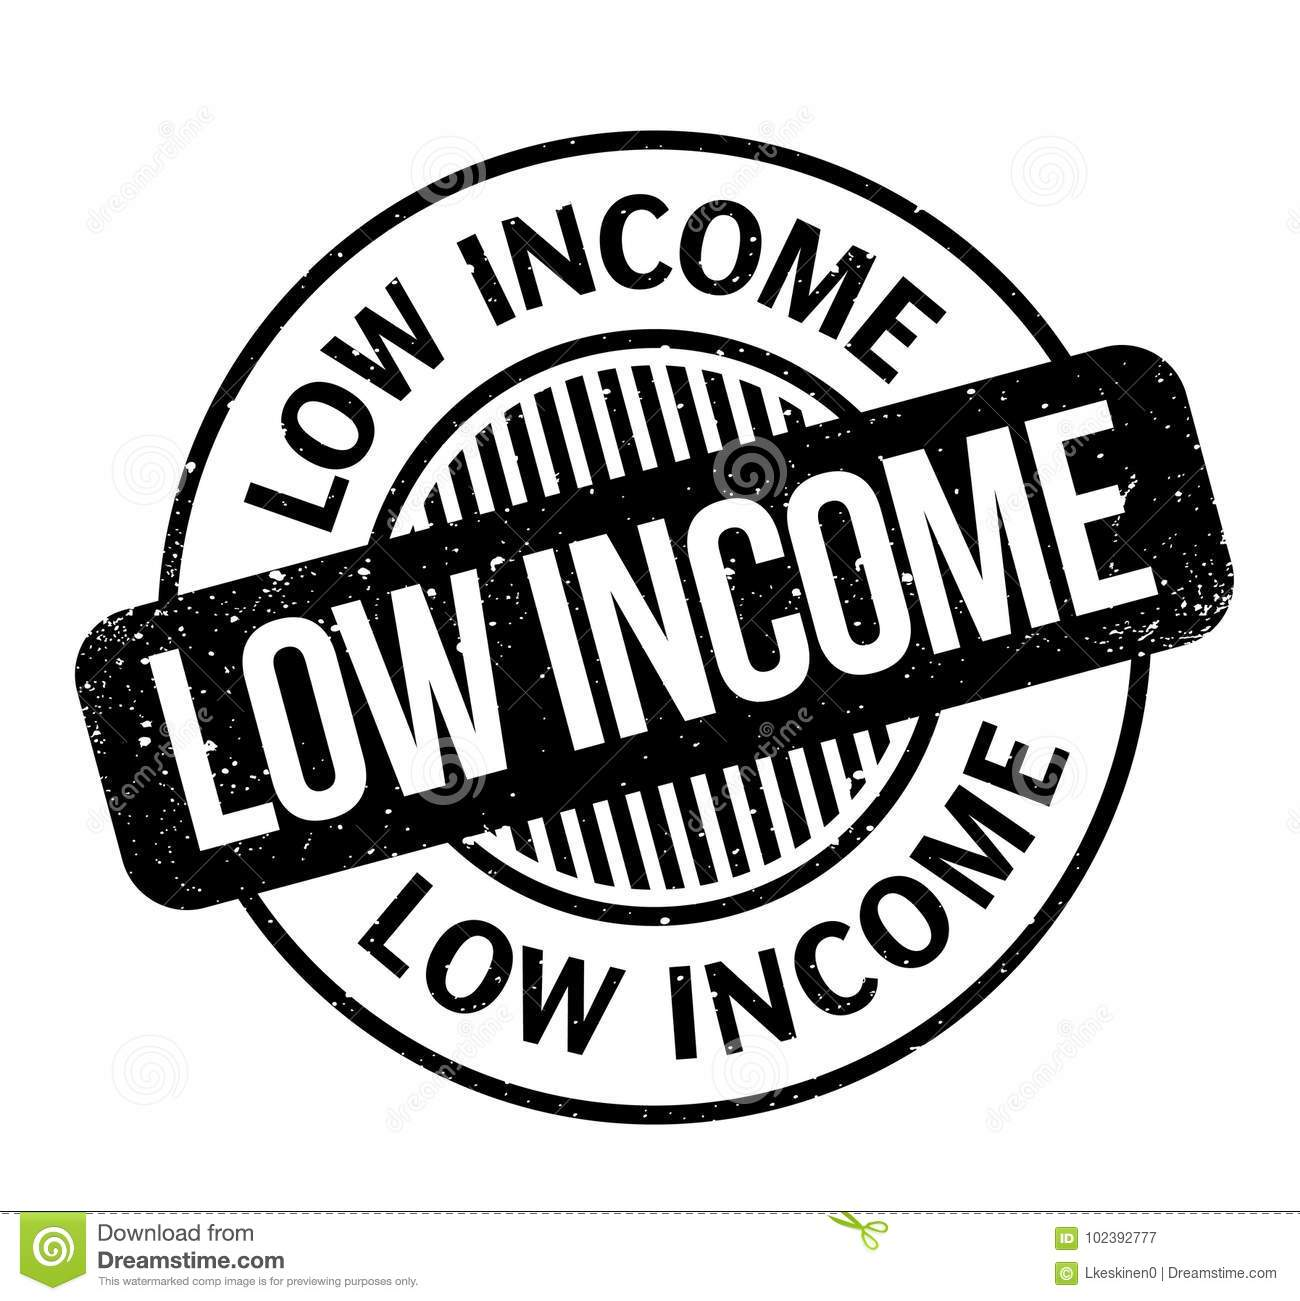 LOW INCOME
LOW INCOME
LOW INCOME
dreamstime
Download from
Dreamstime.com
This watermarked comp image is for previewing purposes only.
ID 102392777
© Lkeskinen0 | Dreamstime.com